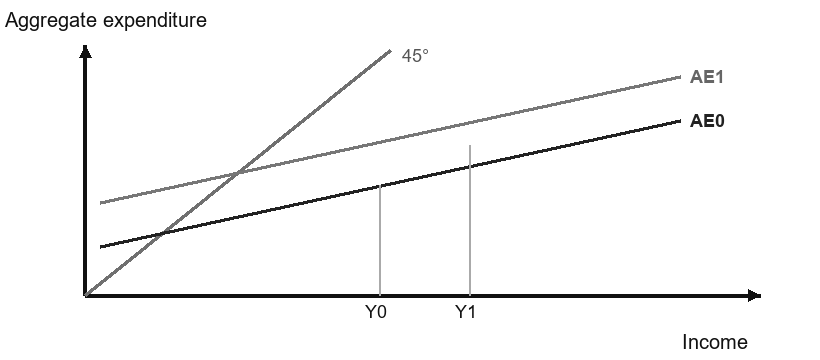 Aggregate expenditure
45°
AE1
AE0
Y0 Y1
Income